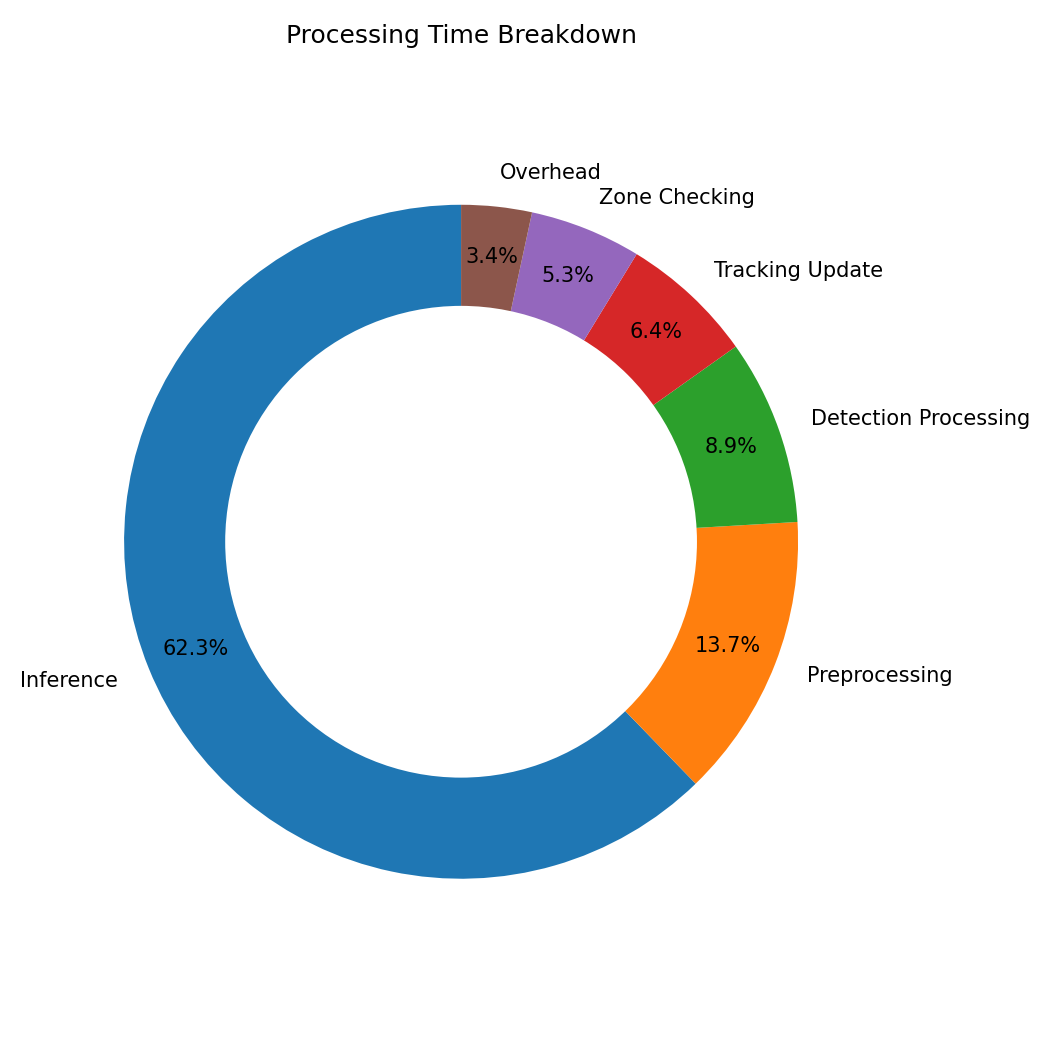 Processing Time Breakdown
Overhead
Zone Checking
3.4%
5.3%
Tracking Update
6.4%
Detection Processing
8.9%
13.7%
Preprocessing
62.3%
Inference